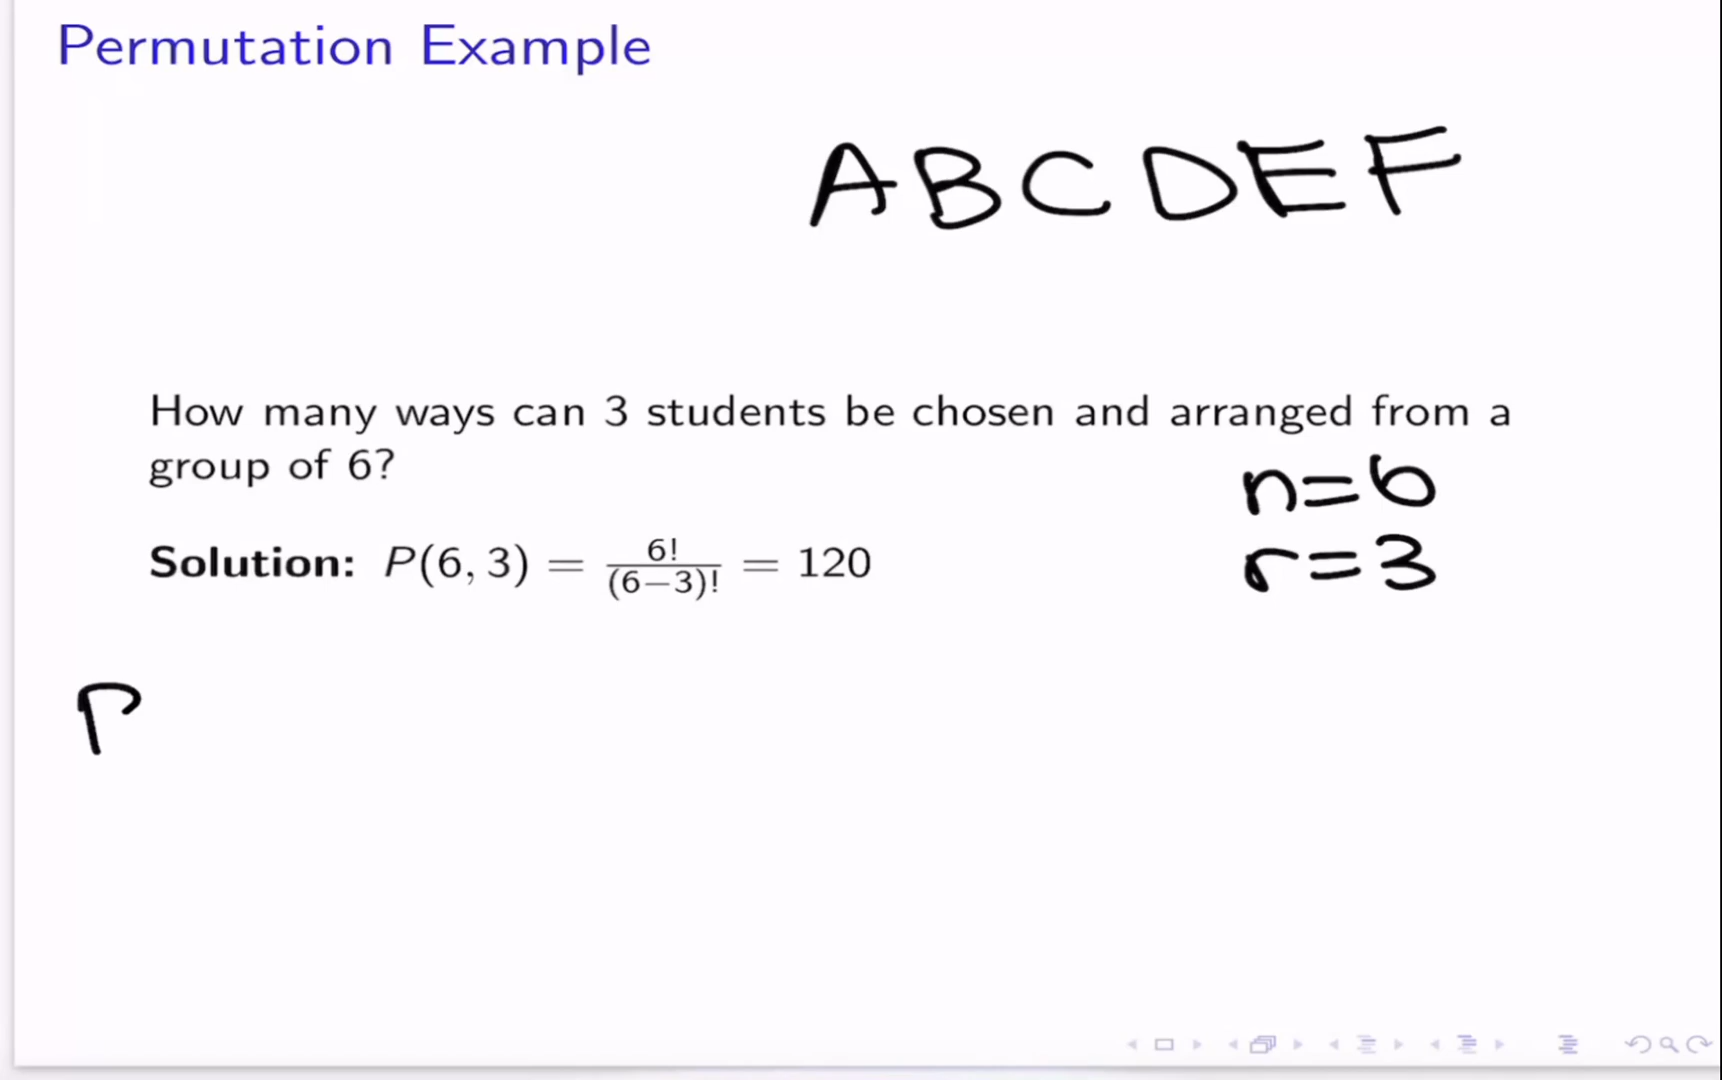 Permutation Example
ABCDEF
How many ways can 3 students be chosen and arranged from a
group of 6?
n=6
Solution: P(6, 3) = 6!/(6−3)! = 120
r=3
P